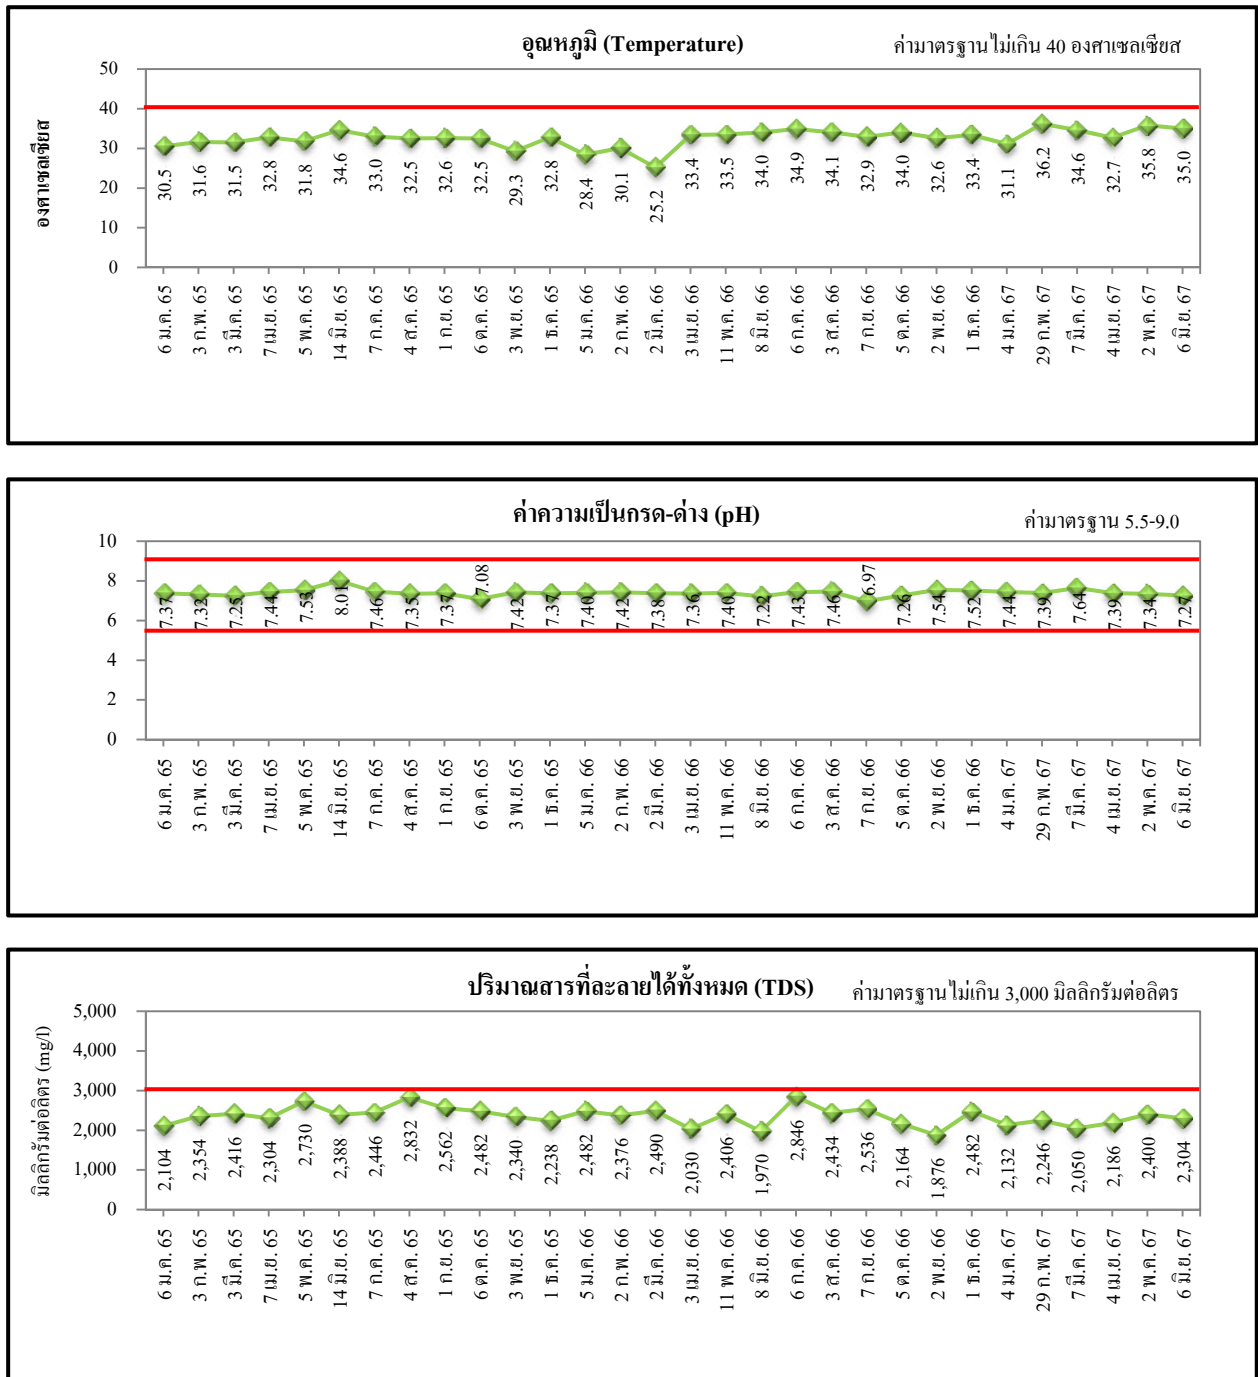 อุณหภูมิ (Temperature)
ค่ามาตรฐานไม่เกิน 40 องศาเซลเซียส
องศาเซลเซียส
50
40
30
20
10
0
30.5 31.6 31.5 32.8 31.8 34.6 33.0 32.5 32.6 32.5 29.3 32.8 28.4 30.1 25.2 33.4 33.5 34.0 34.9 34.1 32.9 34.0 32.6 33.4 31.1 36.2 34.6 32.7 35.8 35.0
6 ม.ค. 65 3 ก.พ. 65 3 มี.ค. 65 7 เม.ย. 65 5 พ.ค. 65 14 มิ.ย. 65 7 ก.ค. 65 4 ส.ค. 65 1 ก.ย. 65 6 ต.ค. 65 3 พ.ย. 65 1 ธ.ค. 65 5 ม.ค. 66 2 ก.พ. 66 2 มี.ค. 66 3 เม.ย. 66 11 พ.ค. 66 8 มิ.ย. 66 6 ก.ค. 66 3 ส.ค. 66 7 ก.ย. 66 5 ต.ค. 66 2 พ.ย. 66 1 ธ.ค. 66 4 ม.ค. 67 29 ก.พ. 67 7 มี.ค. 67 4 เม.ย. 67 2 พ.ค. 67 6 มิ.ย. 67
ค่าความเป็นกรด-ด่าง (pH)
ค่ามาตรฐาน 5.5-9.0
10
8
6
4
2
0
7.37 7.32 7.25 7.44 7.53 8.01 7.46 7.35 7.37 7.08 7.42 7.37 7.40 7.42 7.38 7.36 7.40 7.22 7.43 7.46 6.97 7.26 7.54 7.52 7.44 7.39 7.64 7.39 7.34 7.27
6 ม.ค. 65 3 ก.พ. 65 3 มี.ค. 65 7 เม.ย. 65 5 พ.ค. 65 14 มิ.ย. 65 7 ก.ค. 65 4 ส.ค. 65 1 ก.ย. 65 6 ต.ค. 65 3 พ.ย. 65 1 ธ.ค. 65 5 ม.ค. 66 2 ก.พ. 66 2 มี.ค. 66 3 เม.ย. 66 11 พ.ค. 66 8 มิ.ย. 66 6 ก.ค. 66 3 ส.ค. 66 7 ก.ย. 66 5 ต.ค. 66 2 พ.ย. 66 1 ธ.ค. 66 4 ม.ค. 67 29 ก.พ. 67 7 มี.ค. 67 4 เม.ย. 67 2 พ.ค. 67 6 มิ.ย. 67
ปริมาณสารที่ละลายได้ทั้งหมด (TDS)
ค่ามาตรฐานไม่เกิน 3,000 มิลลิกรัมต่อลิตร
มิลลิกรัมต่อลิตร (mg/l)
5,000
4,000
3,000
2,000
1,000
0
2,104 2,354 2,416 2,304 2,730 2,388 2,446 2,832 2,562 2,482 2,340 2,238 2,482 2,376 2,490 2,030 2,406 1,970 2,846 2,434 2,536 2,164 1,876 2,482 2,132 2,246 2,050 2,186 2,400 2,304
6 ม.ค. 65 3 ก.พ. 65 3 มี.ค. 65 7 เม.ย. 65 5 พ.ค. 65 14 มิ.ย. 65 7 ก.ค. 65 4 ส.ค. 65 1 ก.ย. 65 6 ต.ค. 65 3 พ.ย. 65 1 ธ.ค. 65 5 ม.ค. 66 2 ก.พ. 66 2 มี.ค. 66 3 เม.ย. 66 11 พ.ค. 66 8 มิ.ย. 66 6 ก.ค. 66 3 ส.ค. 66 7 ก.ย. 66 5 ต.ค. 66 2 พ.ย. 66 1 ธ.ค. 66 4 ม.ค. 67 29 ก.พ. 67 7 มี.ค. 67 4 เม.ย. 67 2 พ.ค. 67 6 มิ.ย. 67